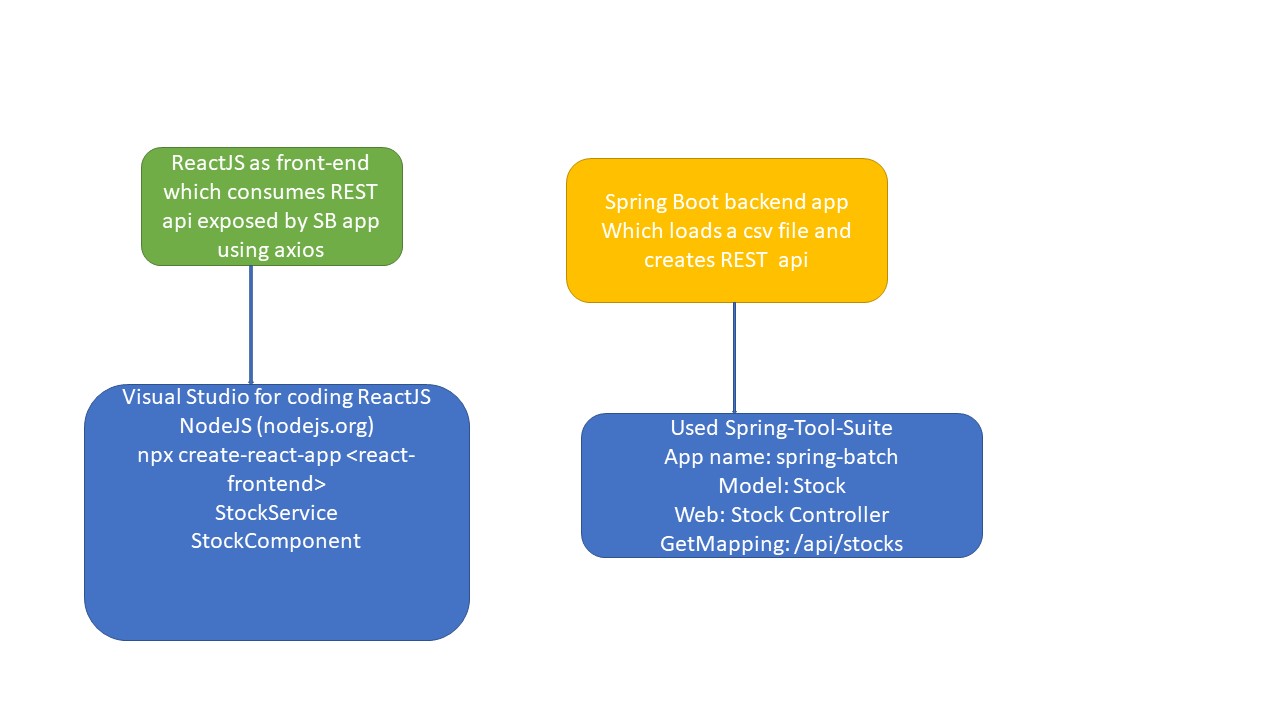 ReactJS as front-end
which consumes REST
api exposed by SB app
using axios
Spring Boot backend app
Which loads a csv file and
creates REST  api
Visual Studio for coding ReactJS
NodeJS (nodejs.org)
npx create-react-app <react-
frontend>
StockService
StockComponent
Used Spring-Tool-Suite
App name: spring-batch
Model: Stock
Web: Stock Controller
GetMapping: /api/stocks